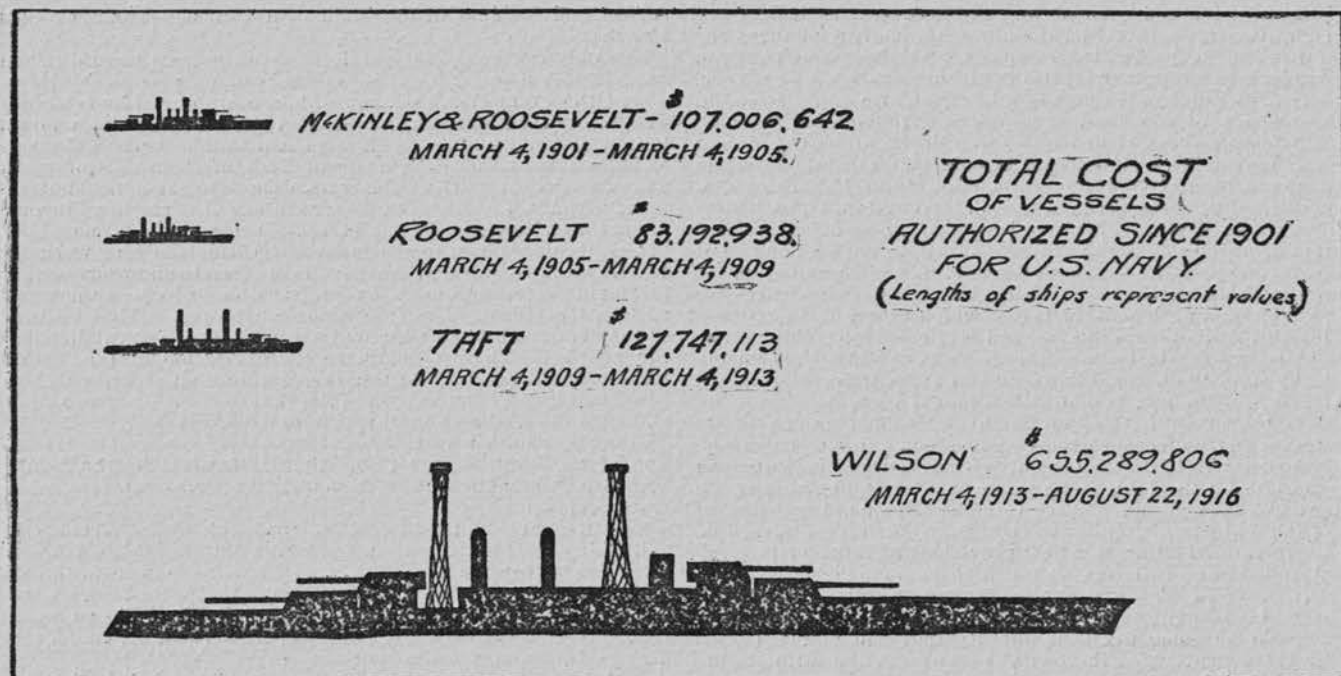 McKINLEY & ROOSEVELT - $107,006,642
MARCH 4, 1901 - MARCH 4, 1905.
TOTAL COST
OF VESSELS
AUTHORIZED SINCE 1901
FOR U.S. NAVY.
(Lengths of ships represent values)
ROOSEVELT $83,192,938.
MARCH 4, 1905 - MARCH 4, 1909
TAFT $127,747,113
MARCH 4, 1909 - MARCH 4, 1913
WILSON $655,289,806
MARCH 4, 1913 - AUGUST 22, 1916